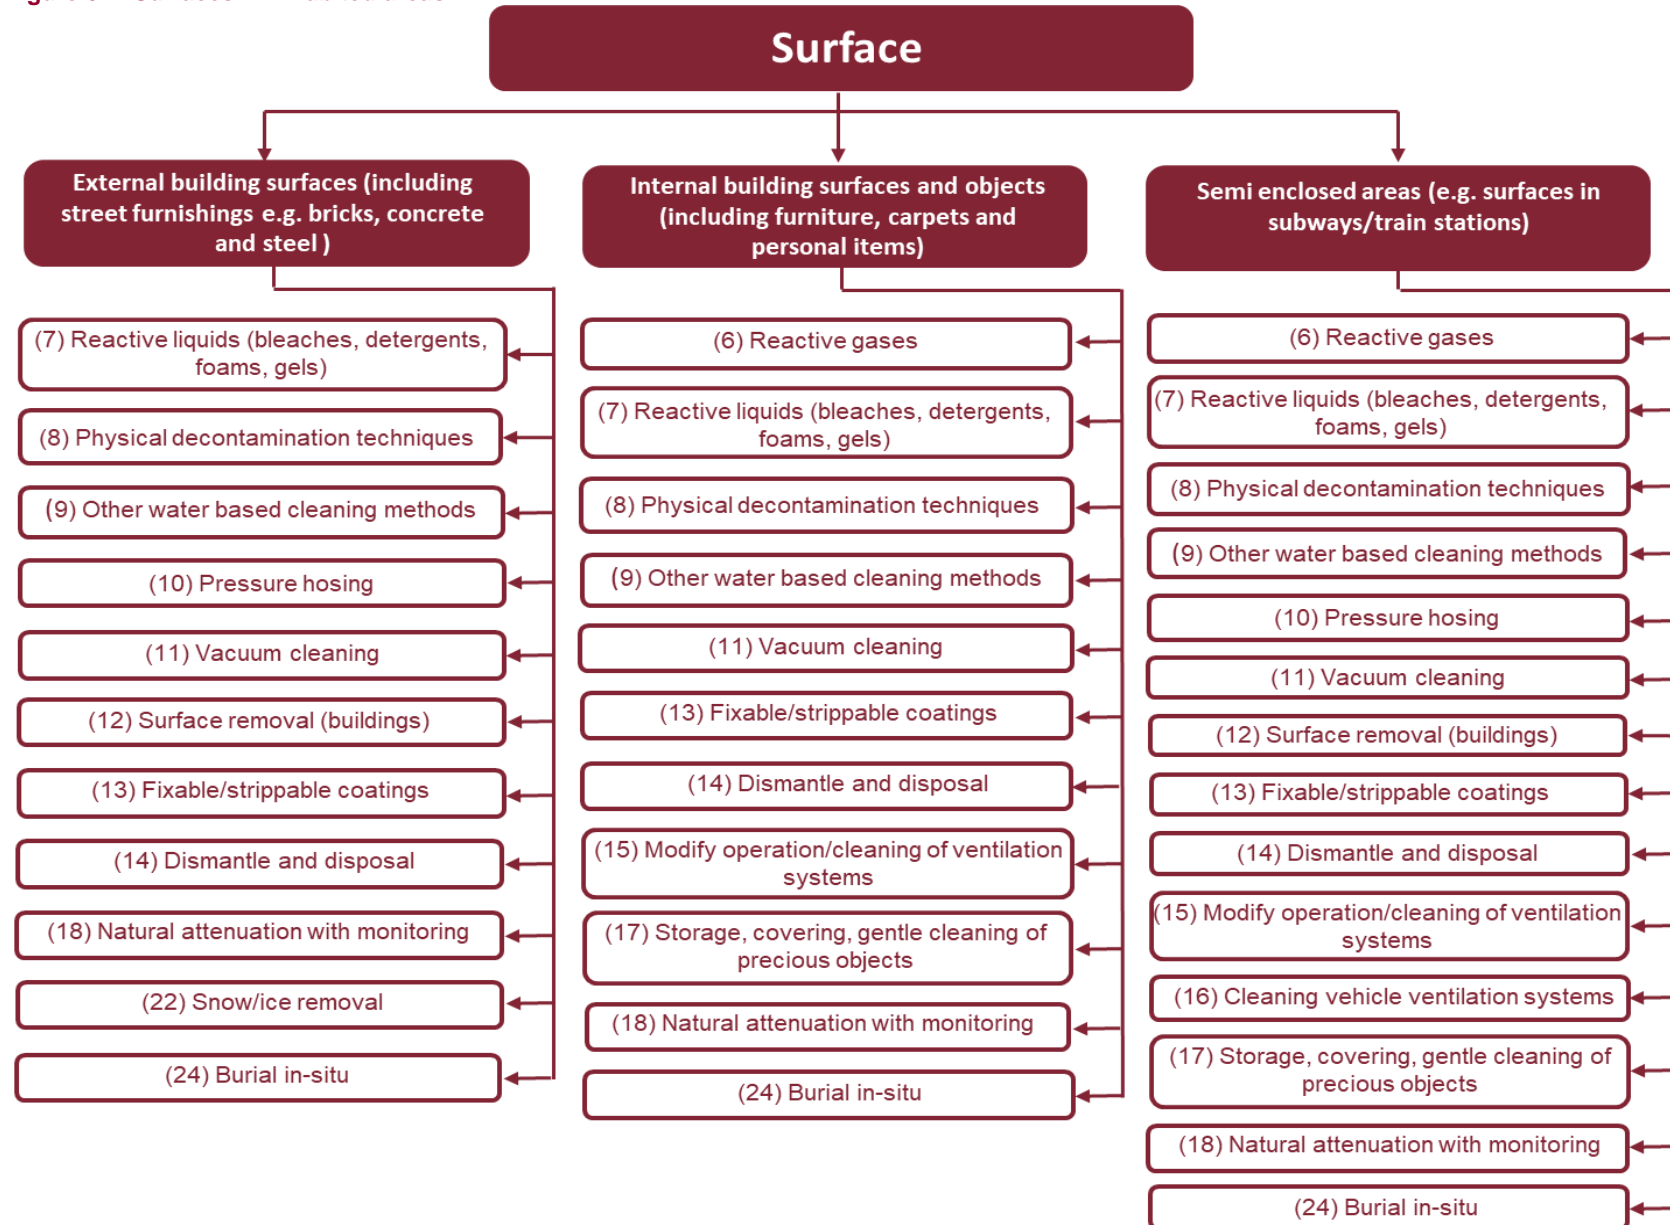 Surface
External building surfaces (including
street furnishings e.g. bricks, concrete
and steel )
(7) Reactive liquids (bleaches, detergents,
foams, gels)
(8) Physical decontamination techniques
(9) Other water based cleaning methods
(10) Pressure hosing
(11) Vacuum cleaning
(12) Surface removal (buildings)
(13) Fixable/strippable coatings
(14) Dismantle and disposal
(18) Natural attenuation with monitoring
(22) Snow/ice removal
(24) Burial in-situ
Internal building surfaces and objects
(including furniture, carpets and
personal items)
(6) Reactive gases
(7) Reactive liquids (bleaches, detergents,
foams, gels)
(8) Physical decontamination techniques
(9) Other water based cleaning methods
(11) Vacuum cleaning
(13) Fixable/strippable coatings
(14) Dismantle and disposal
(15) Modify operation/cleaning of ventilation
systems
(17) Storage, covering, gentle cleaning of
precious objects
(18) Natural attenuation with monitoring
(24) Burial in-situ
Semi enclosed areas (e.g. surfaces in
subways/train stations)
(6) Reactive gases
(7) Reactive liquids (bleaches, detergents,
foams, gels)
(8) Physical decontamination techniques
(9) Other water based cleaning methods
(10) Pressure hosing
(11) Vacuum cleaning
(12) Surface removal (buildings)
(13) Fixable/strippable coatings
(14) Dismantle and disposal
(15) Modify operation/cleaning of ventilation
systems
(16) Cleaning vehicle ventilation systems
(17) Storage, covering, gentle cleaning of
precious objects
(18) Natural attenuation with monitoring
(24) Burial in-situ